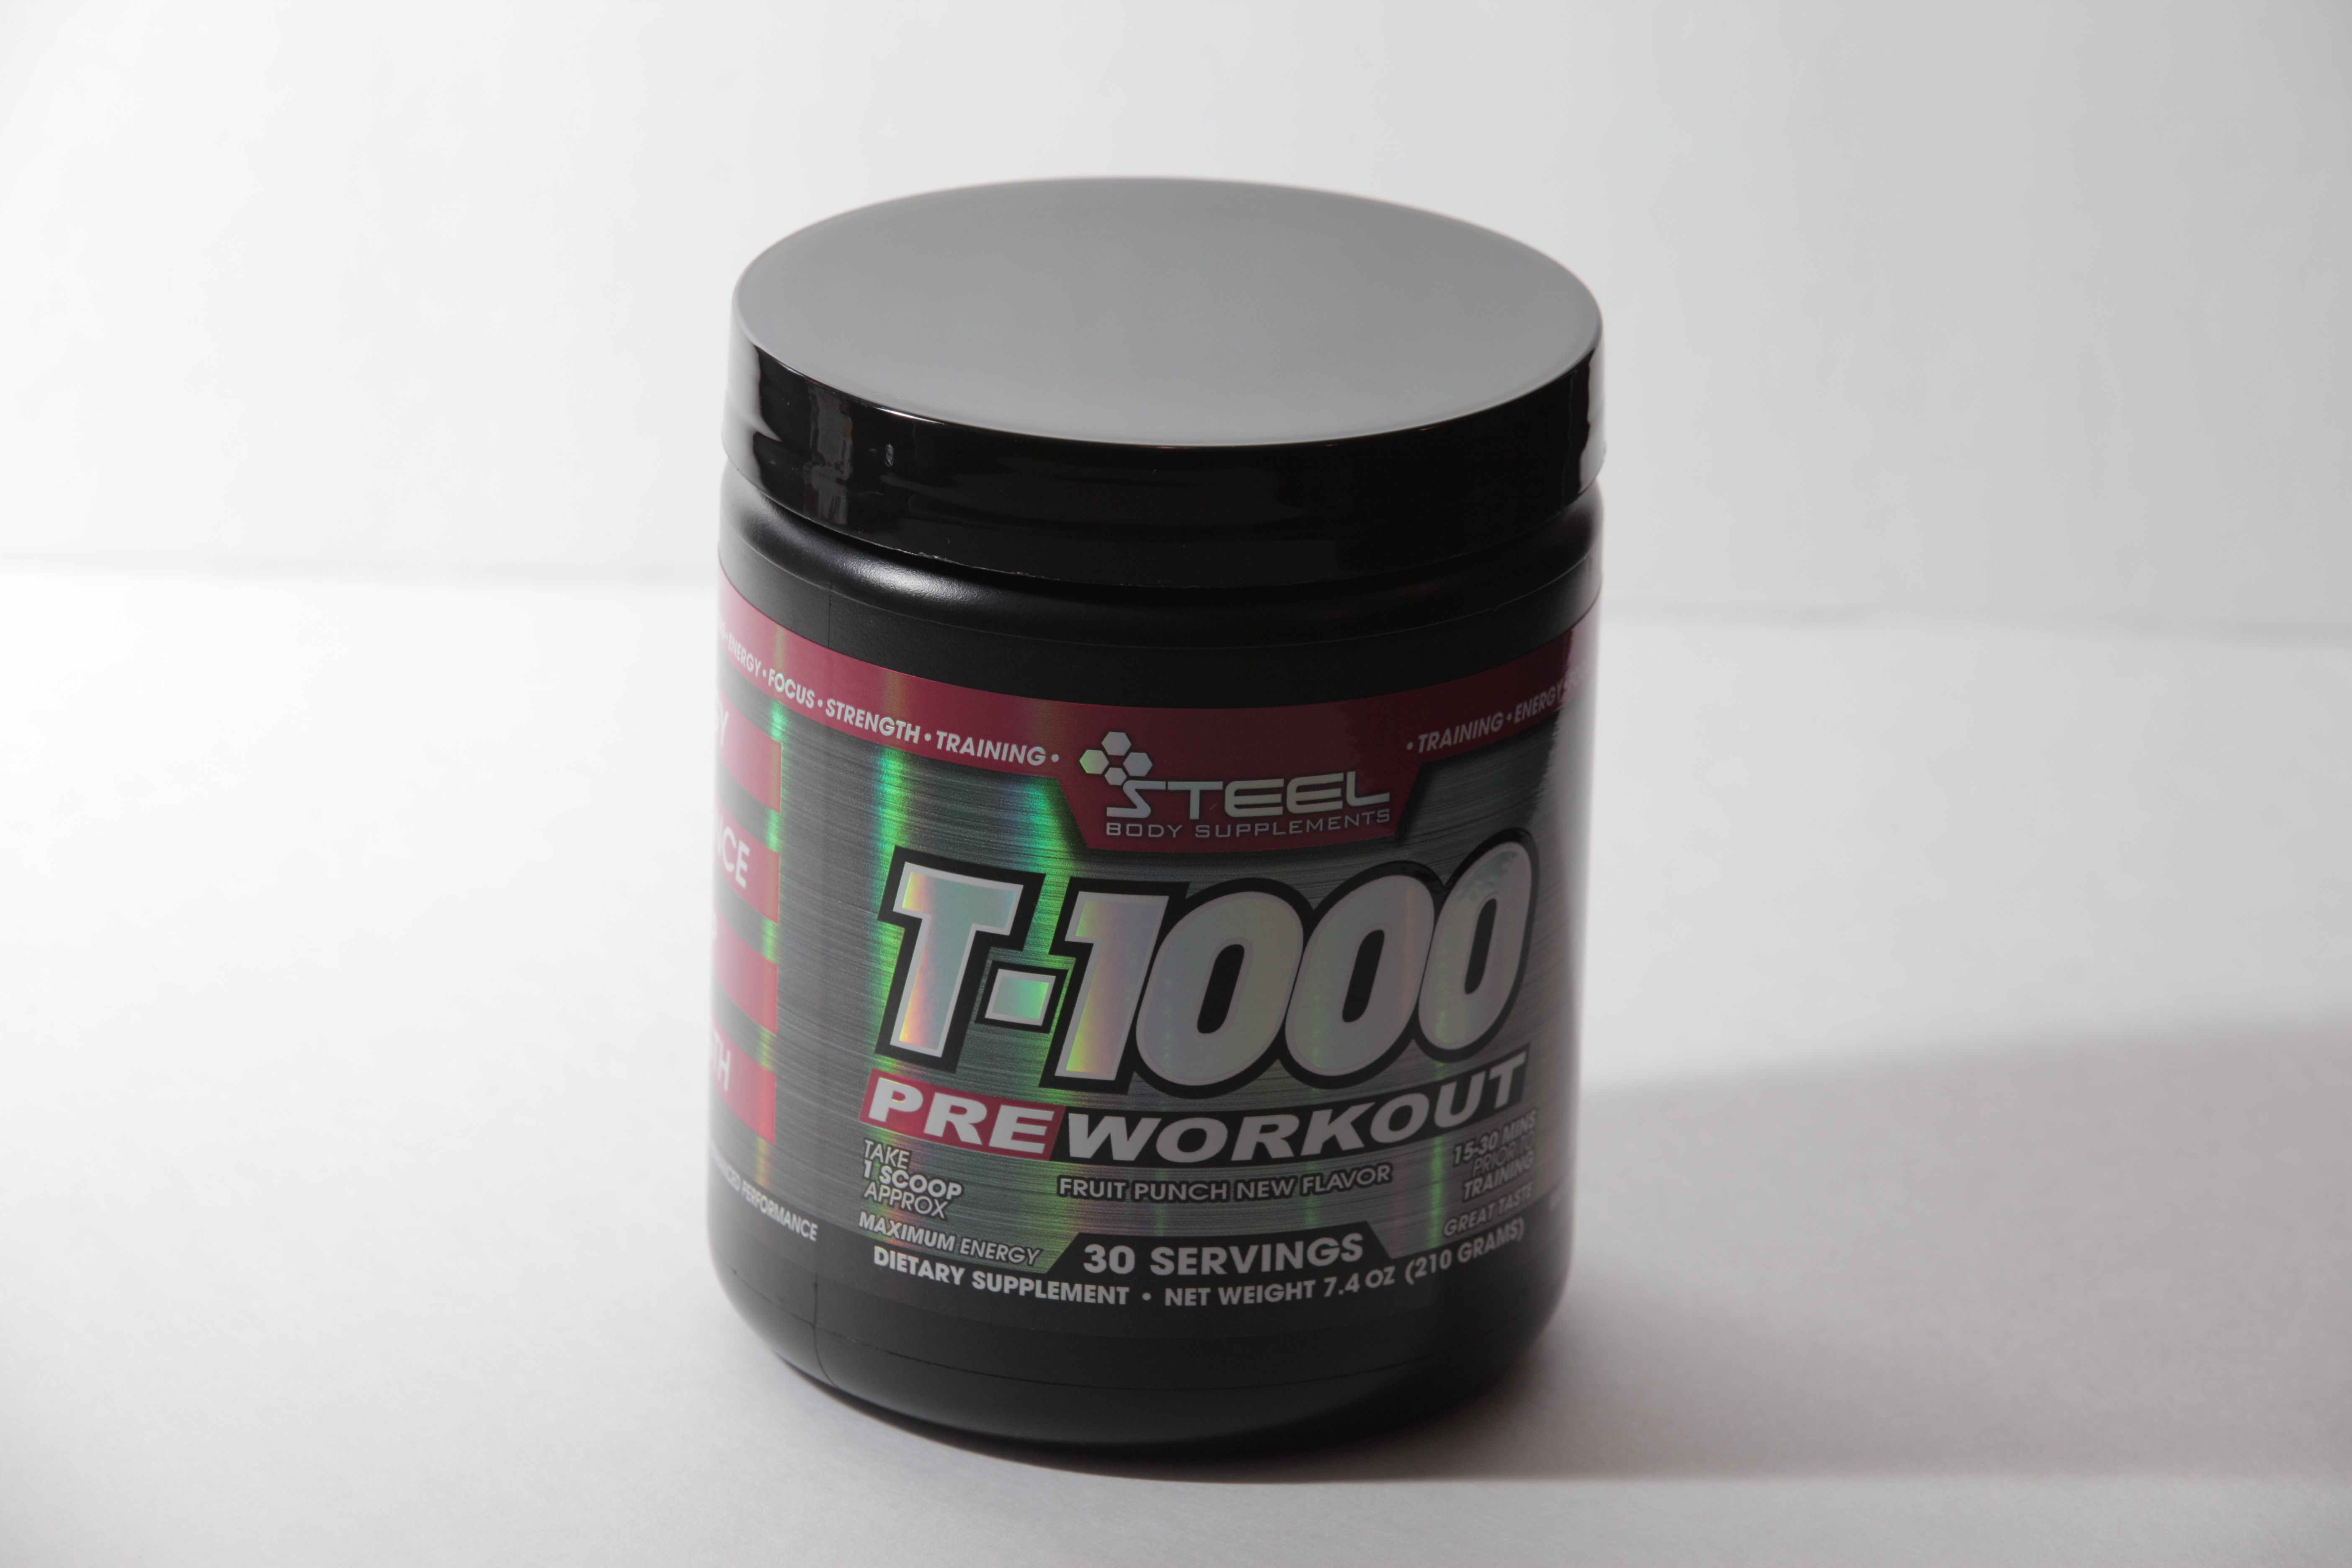 ENERGY • FOCUS • STRENGTH • TRAINING •
• TRAINING • ENERGY
STEEL
BODY SUPPLEMENTS
T-1000
PREWORKOUT
TAKE
1 SCOOP
APPROX
FRUIT PUNCH NEW FLAVOR
15-30 MINS
PRIOR TO
TRAINING
MAXIMUM ENERGY
GREAT TASTE
30 SERVINGS
DIETARY SUPPLEMENT • NET WEIGHT 7.4 OZ (210 GRAMS)
PERFORMANCE